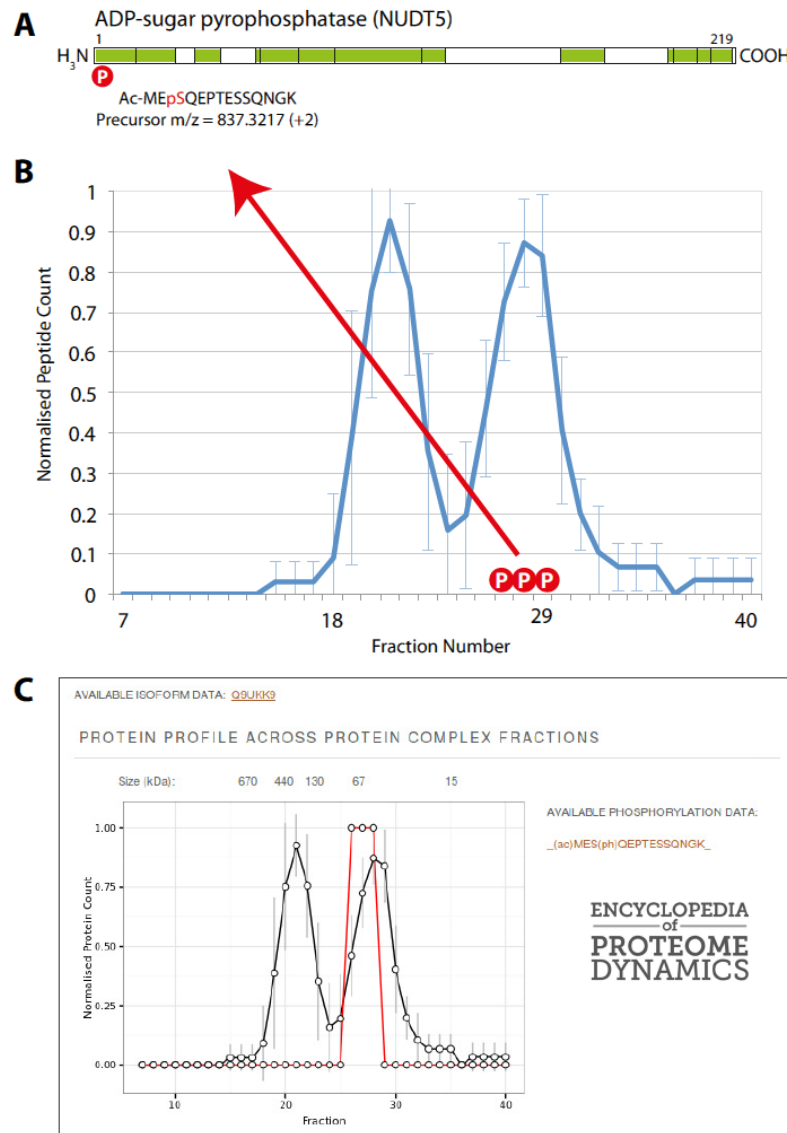 A
ADP-sugar pyrophosphatase (NUDT5)
1
219
H3N
COOH
P
Ac-MEpSQEPTESSQNGK
Precursor m/z = 837.3217 (+2)
B
Normalised Peptide Count
1
0.9
0.8
0.7
0.6
0.5
0.4
0.3
0.2
0.1
0
P P P
7
18
29
40
Fraction Number
C
AVAILABLE ISOFORM DATA: Q9UKK9
PROTEIN PROFILE ACROSS PROTEIN COMPLEX FRACTIONS
Size (kDa): 670 440 130 67 15
AVAILABLE PHOSPHORYLATION DATA:
_(ac)MES(ph)QEPTESSQNGK_
Normalised Protein Count
1.00
0.75
0.50
0.25
0.00
10
20
30
40
Fraction
ENCYCLOPEDIA
of
PROTEOME
DYNAMICS